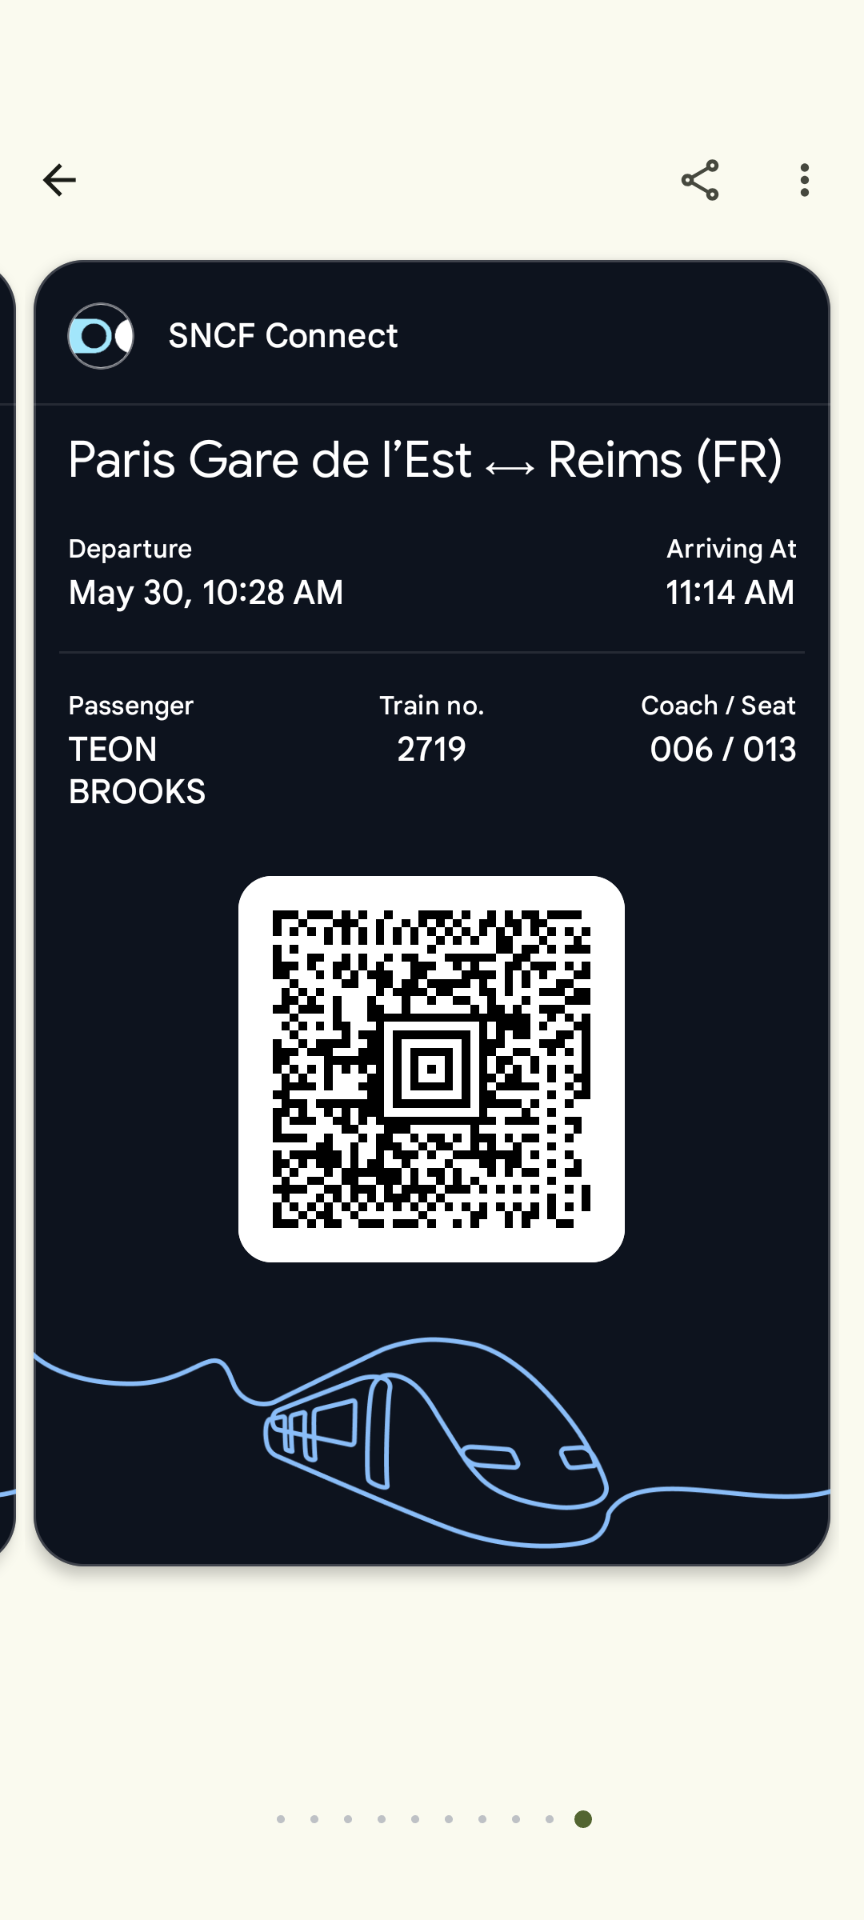 SNCF Connect
Paris Gare de l’Est ↔ Reims (FR)
Departure Arriving At
May 30, 10:28 AM 11:14 AM
Passenger Train no. Coach / Seat
TEON 2719 006 / 013
BROOKS